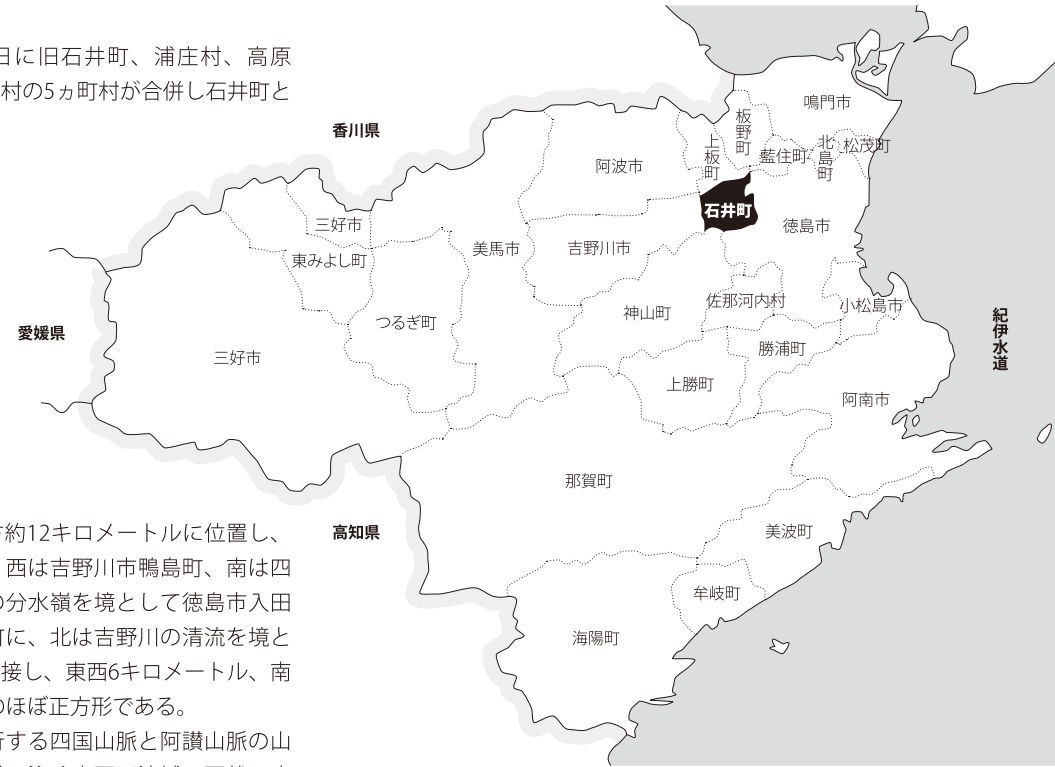 日に旧石井町、浦庄村、高原
村の5ヵ町村が合併し石井町と
香川県
愛媛県
高知県
紀伊水道
鳴門市
板野町
上板町
藍住町
北島町
松茂町
阿波市
石井町
徳島市
三好市
東みよし町
美馬市
吉野川市
つるぎ町
神山町
佐那河内村
小松島市
三好市
勝浦町
上勝町
阿南市
那賀町
美波町
牟岐町
海陽町
約12キロメートルに位置し、
西は吉野川市鴨島町、南は四
の分水嶺を境として徳島市入田
町に、北は吉野川の清流を境と
接し、東西6キロメートル、南
のほぼ正方形である。
行する四国山脈と阿讃山脈の山